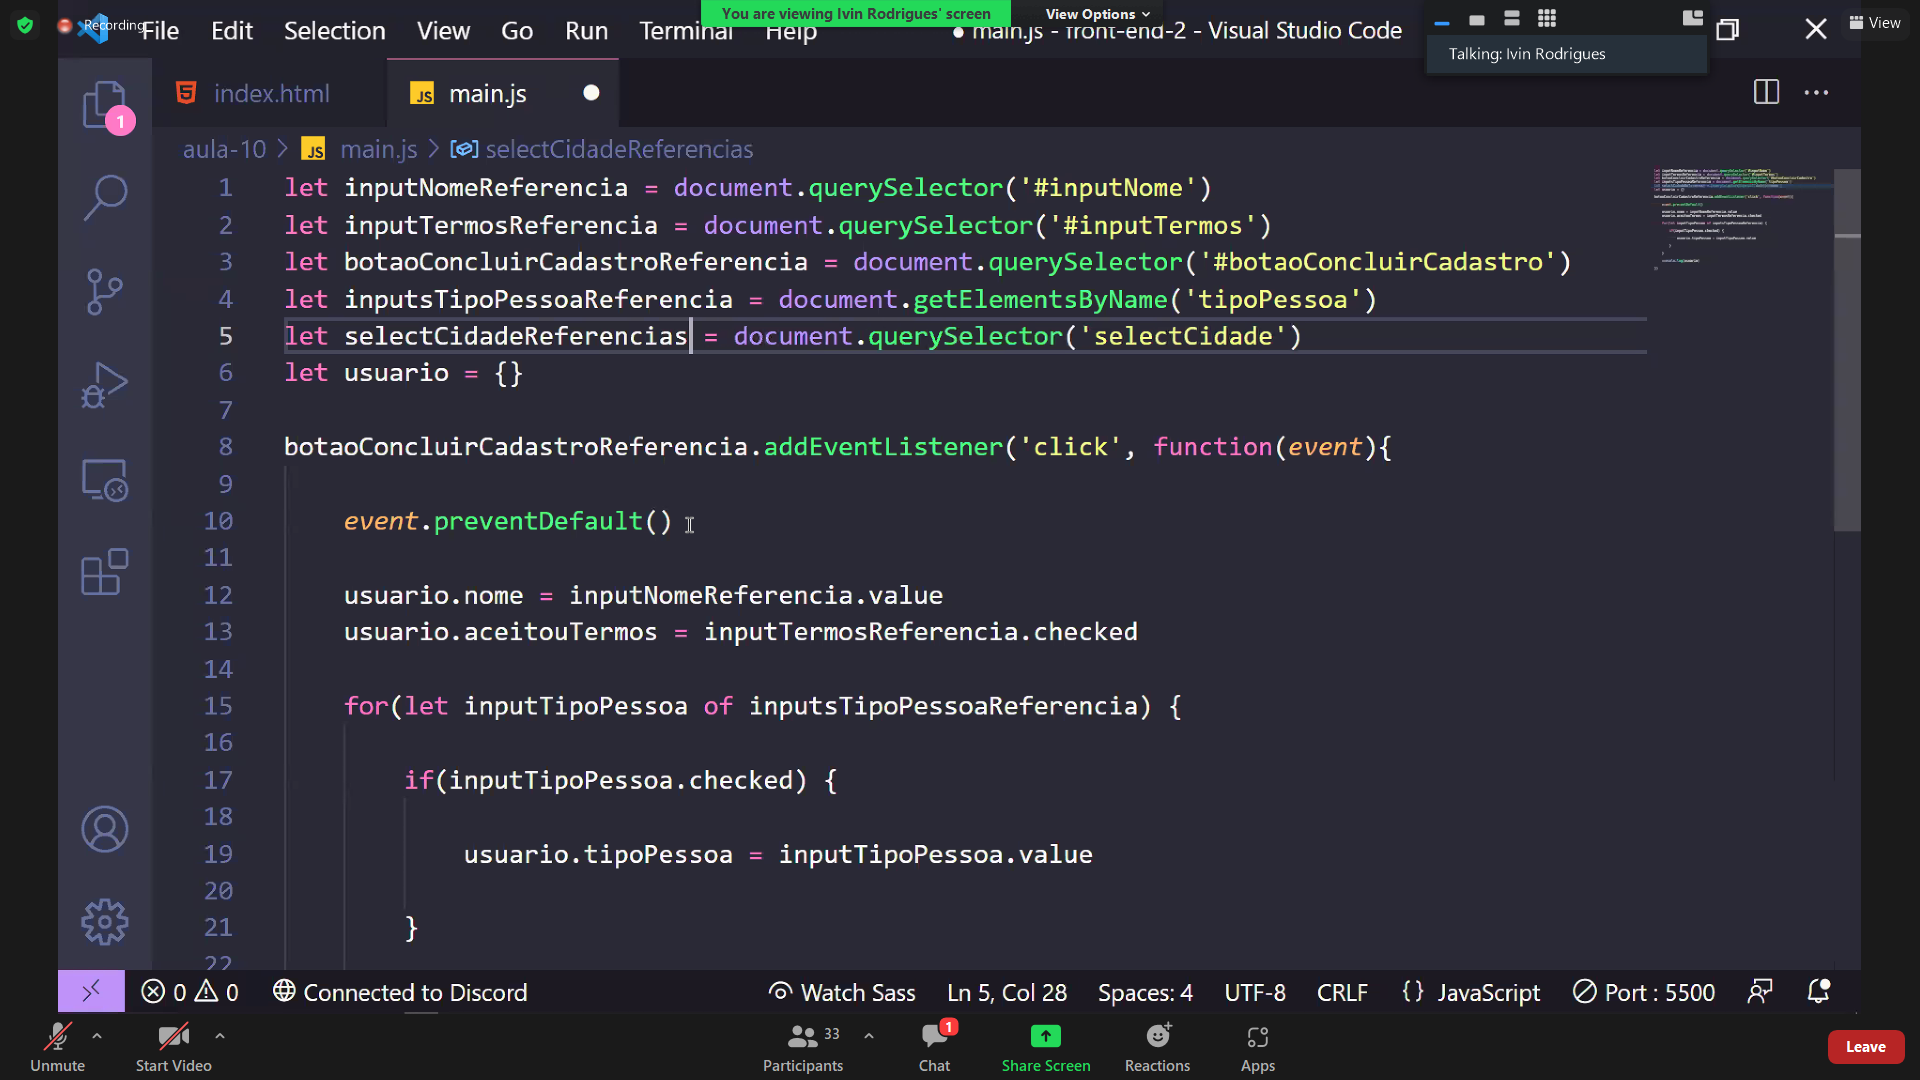 You are viewing Ivin Rodrigues' screen
View Options
Recording
File Edit Selection View Go Run Terminal Help
main.js - front-end-2 - Visual Studio Code
View
Talking: Ivin Rodrigues
index.html
JS main.js
1
aula-10 > JS main.js > selectCidadeReferencias
1 let inputNomeReferencia = document.querySelector('#inputNome')
2 let inputTermosReferencia = document.querySelector('#inputTermos')
3 let botaoConcluirCadastroReferencia = document.querySelector('#botaoConcluirCadastro')
4 let inputsTipoPessoaReferencia = document.getElementsByName('tipoPessoa')
5 let selectCidadeReferencias = document.querySelector('selectCidade')
6 let usuario = {}
7
8 botaoConcluirCadastroReferencia.addEventListener('click', function(event){
9
10 event.preventDefault()
11
12 usuario.nome = inputNomeReferencia.value
13 usuario.aceitouTermos = inputTermosReferencia.checked
14
15 for(let inputTipoPessoa of inputsTipoPessoaReferencia) {
16
17 if(inputTipoPessoa.checked) {
18
19 usuario.tipoPessoa = inputTipoPessoa.value
20
21 }
22
0 0 Connected to Discord Watch Sass Ln 5, Col 28 Spaces: 4 UTF-8 CRLF {} JavaScript Port : 5500
Unmute Start Video Participants 33 Chat 1 Share Screen Reactions Apps Leave